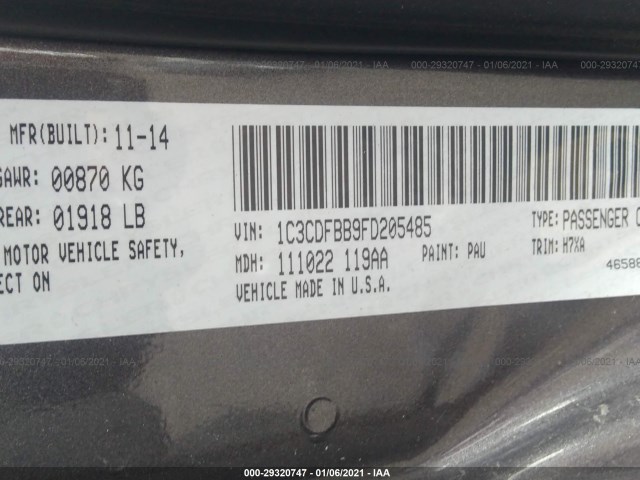 000-29320747 - 01/06/2021 - IAA
MFR(BUILT): 11-14
GAWR: 00870 KG
REAR: 01918 LB
MOTOR VEHICLE SAFETY,
ECT ON
VIN: 1C3CDFBB9FD205485
TYPE: PASSENGER C
MDH: 111022 119AA
PAINT: PAU
TRIM: H7XA
VEHICLE MADE IN U.S.A.
4658
000-29320747 - 01/06/2021 - IAA